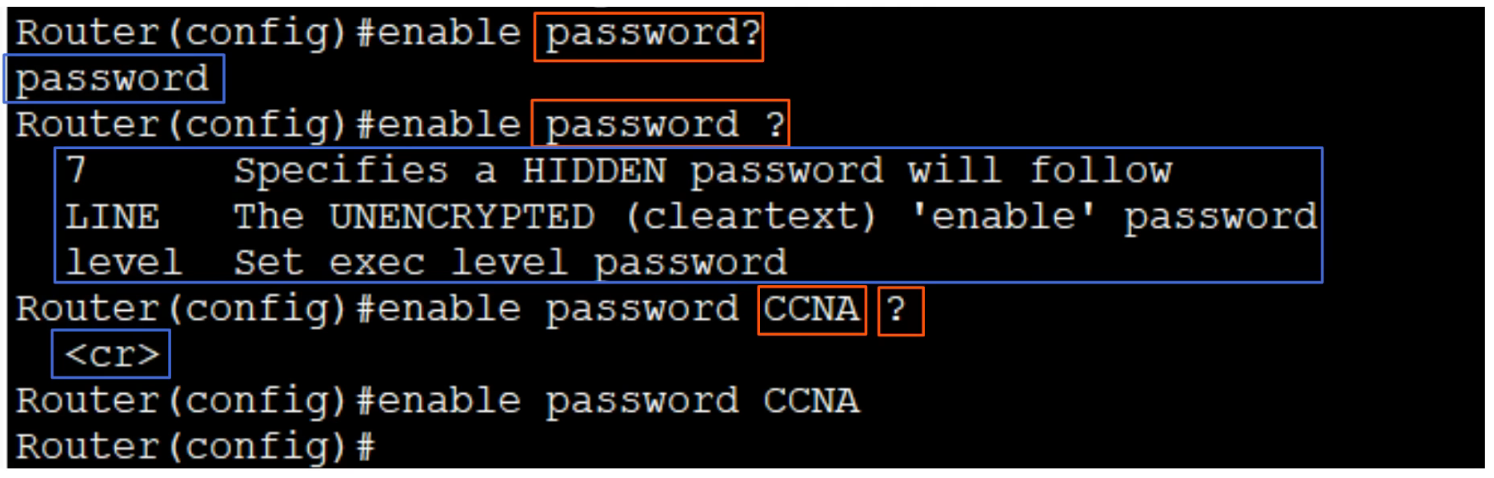 Router(config)#enable password?
password
Router(config)#enable password ?
  7      Specifies a HIDDEN password will follow
  LINE   The UNENCRYPTED (cleartext) 'enable' password
  level  Set exec level password
Router(config)#enable password CCNA ?
  <cr>
Router(config)#enable password CCNA
Router(config)#